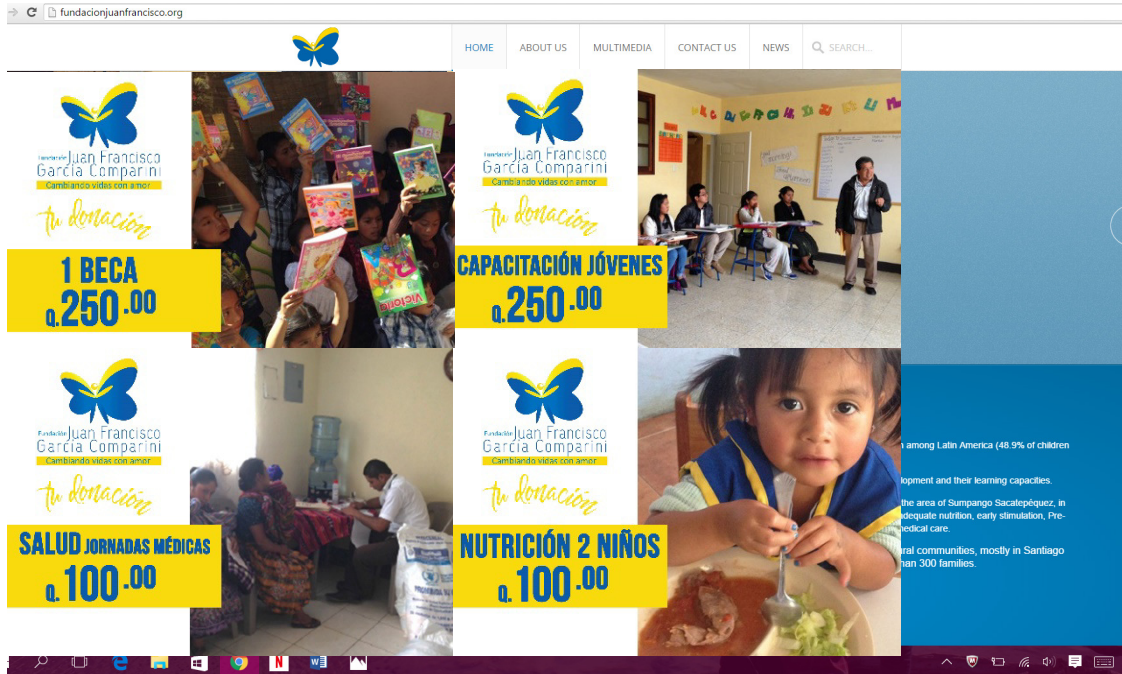 fundacionjuanfrancisco.org
HOME ABOUT US MULTIMEDIA CONTACT US NEWS SEARCH...
Fundación Juan Francisco
García Comparini
Cambiando vidas con amor
tu donación
1 BECA
Q.250.00
Victoria
Fundación Juan Francisco
García Comparini
Cambiando vidas con amor
tu donación
CAPACITACIÓN JÓVENES
Q.250.00
Fundación Juan Francisco
García Comparini
Cambiando vidas con amor
tu donación
SALUD JORNADAS MÉDICAS
Q.100.00
Fundación Juan Francisco
García Comparini
Cambiando vidas con amor
tu donación
NUTRICIÓN 2 NIÑOS
Q.100.00
among Latin America (48.9% of children
lopment and their learning capacities.
the area of Sumpango Sacatepéquez, in
adequate nutrition, early stimulation, Pre-
medical care.
ral communities, mostly in Santiago
han 300 families.